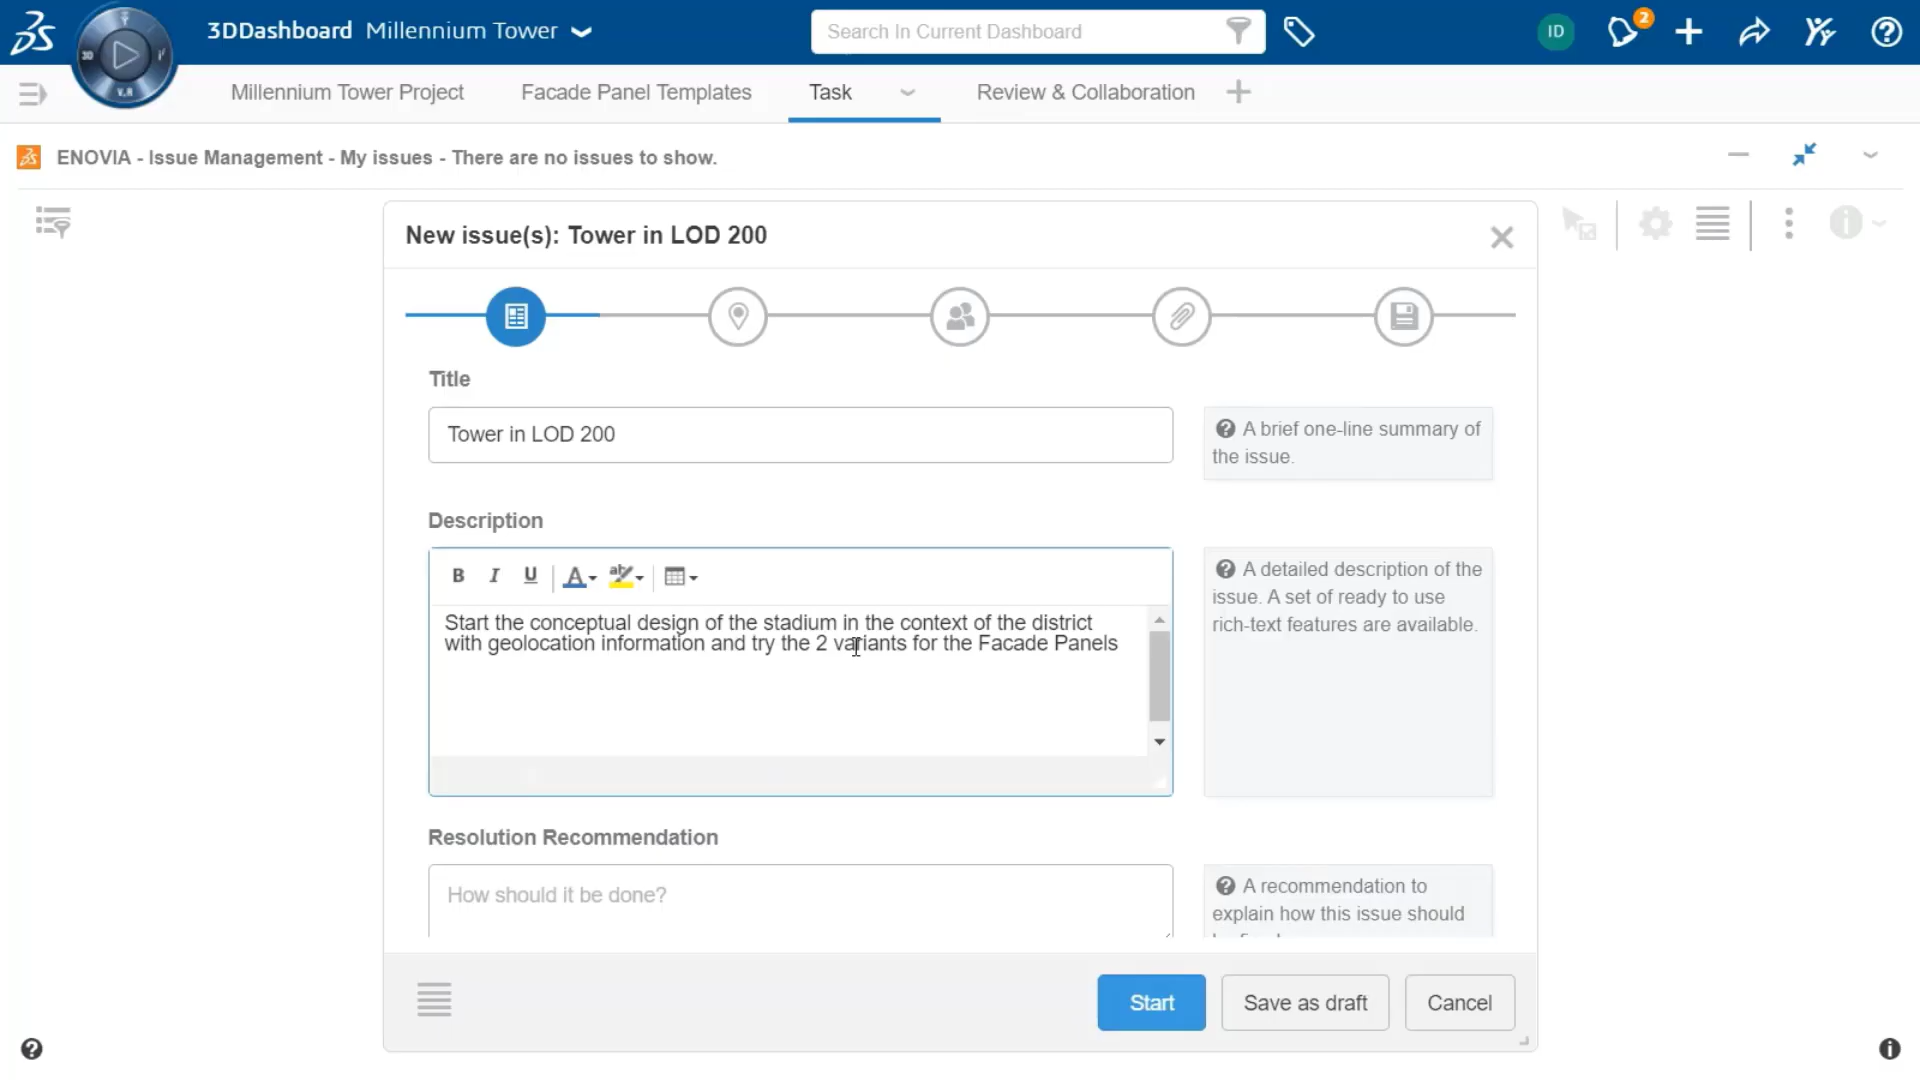 3DDashboard Millennium Tower
Search In Current Dashboard
ID
2
3D
V.R
Millennium Tower Project
Facade Panel Templates
Task
Review & Collaboration
ENOVIA - Issue Management - My issues - There are no issues to show.
New issue(s): Tower in LOD 200
Title
Tower in LOD 200
A brief one-line summary of
the issue.
Description
B I U A ab
Start the conceptual design of the stadium in the context of the district
with geolocation information and try the 2 variants for the Facade Panels
A detailed description of the
issue. A set of ready to use
rich-text features are available.
Resolution Recommendation
How should it be done?
A recommendation to
explain how this issue should
Start
Save as draft
Cancel